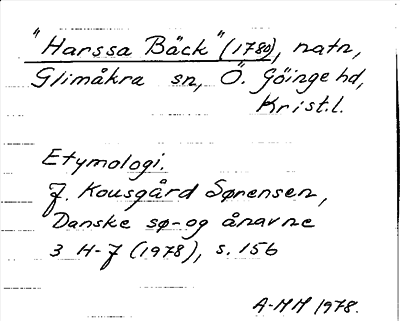 "Harssa Bäck" (1780), natn,
Glimåkra sn, Ö. Göinge hd,
Krist.l.
Etymologi.
J. Kousgård Sørensen,
Danske sø- og ånavne
3 H-J (1978), s. 156
A-MM 1978.